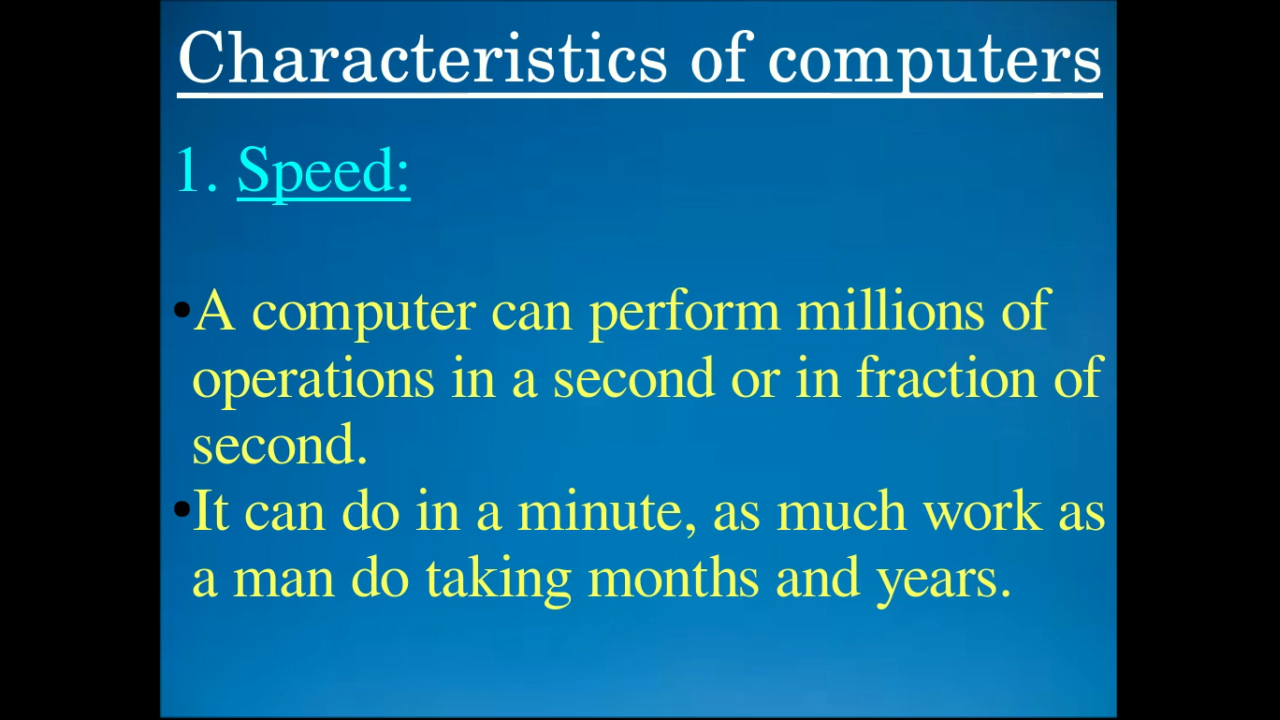 Characteristics of computers
1. Speed:
•A computer can perform millions of
operations in a second or in fraction of
second.
•It can do in a minute, as much work as
a man do taking months and years.